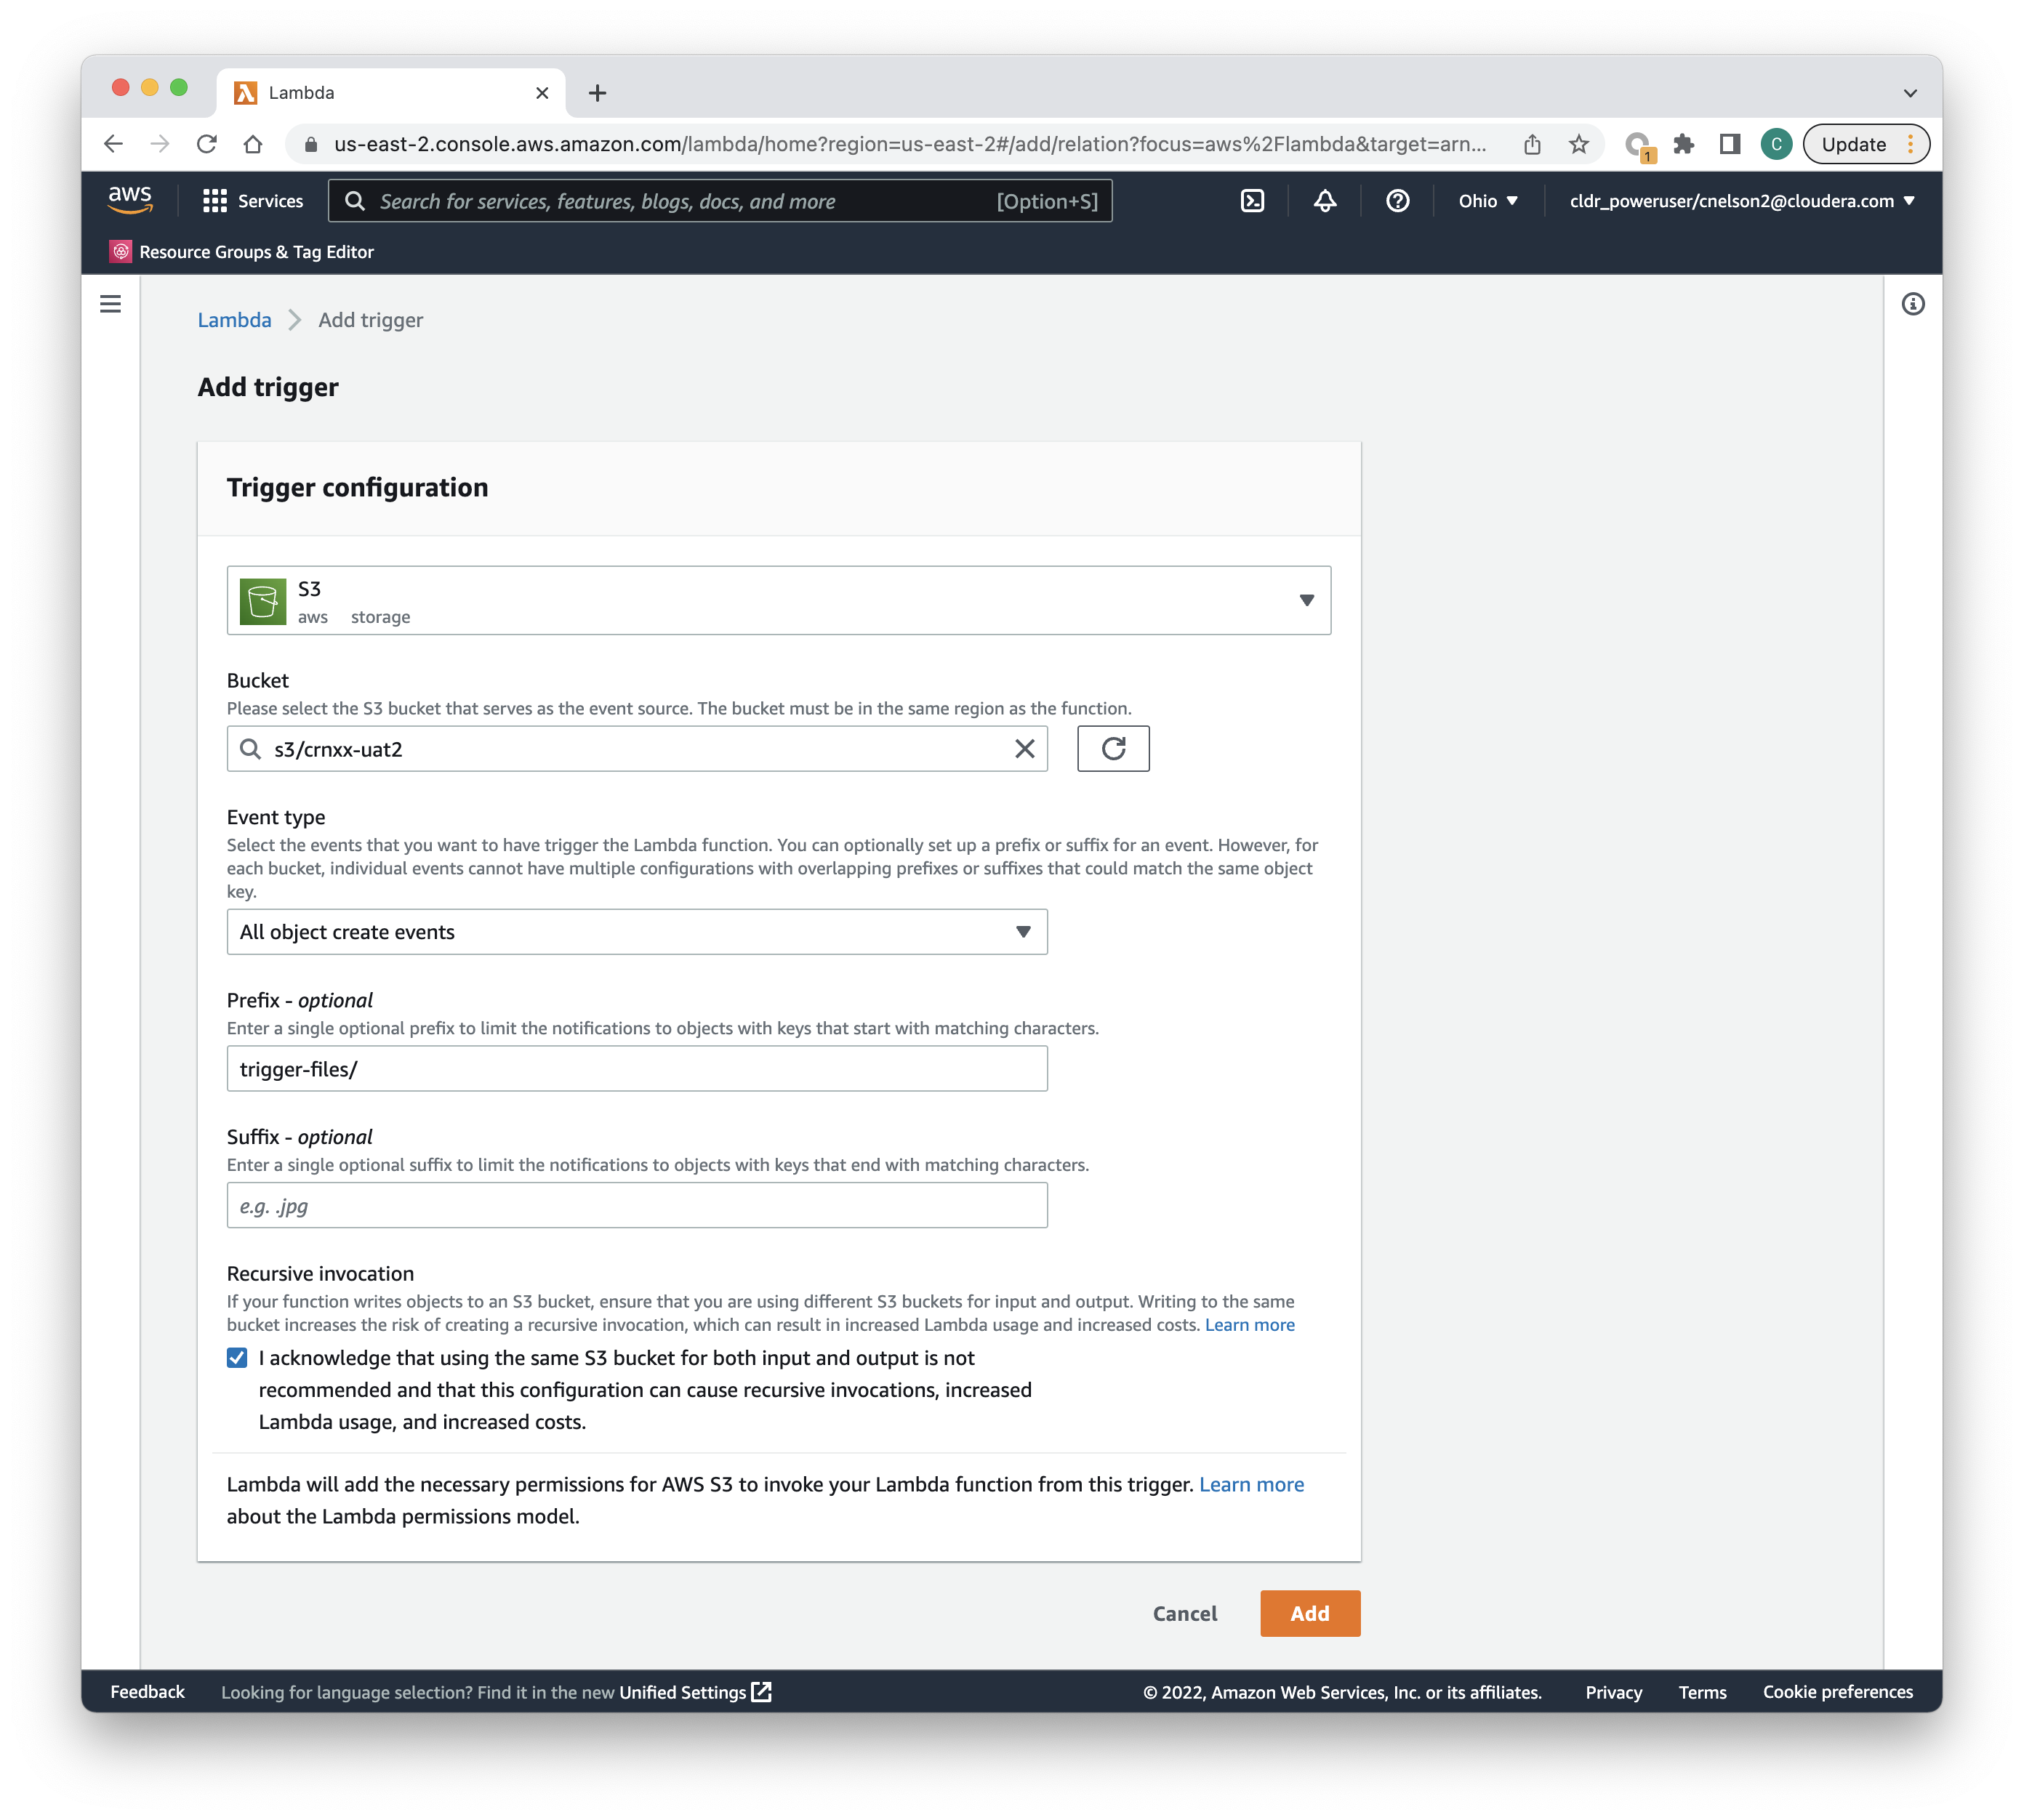 Lambda
us-east-2.console.aws.amazon.com/lambda/home?region=us-east-2#/add/relation?focus=aws%2Flambda&target=arn...
1
C
Update
aws
Services
Search for services, features, blogs, docs, and more
[Option+S]
Ohio
cldr_poweruser/cnelson2@cloudera.com
Resource Groups & Tag Editor
Lambda
Add trigger
Add trigger
Trigger configuration
S3
aws storage
Bucket
Please select the S3 bucket that serves as the event source. The bucket must be in the same region as the function.
s3/crnxx-uat2
Event type
Select the events that you want to have trigger the Lambda function. You can optionally set up a prefix or suffix for an event. However, for
each bucket, individual events cannot have multiple configurations with overlapping prefixes or suffixes that could match the same object
key.
All object create events
Prefix - optional
Enter a single optional prefix to limit the notifications to objects with keys that start with matching characters.
trigger-files/
Suffix - optional
Enter a single optional suffix to limit the notifications to objects with keys that end with matching characters.
e.g. .jpg
Recursive invocation
If your function writes objects to an S3 bucket, ensure that you are using different S3 buckets for input and output. Writing to the same
bucket increases the risk of creating a recursive invocation, which can result in increased Lambda usage and increased costs. Learn more
I acknowledge that using the same S3 bucket for both input and output is not
recommended and that this configuration can cause recursive invocations, increased
Lambda usage, and increased costs.
Lambda will add the necessary permissions for AWS S3 to invoke your Lambda function from this trigger. Learn more
about the Lambda permissions model.
Cancel
Add
Feedback
Looking for language selection? Find it in the new Unified Settings
© 2022, Amazon Web Services, Inc. or its affiliates.
Privacy
Terms
Cookie preferences